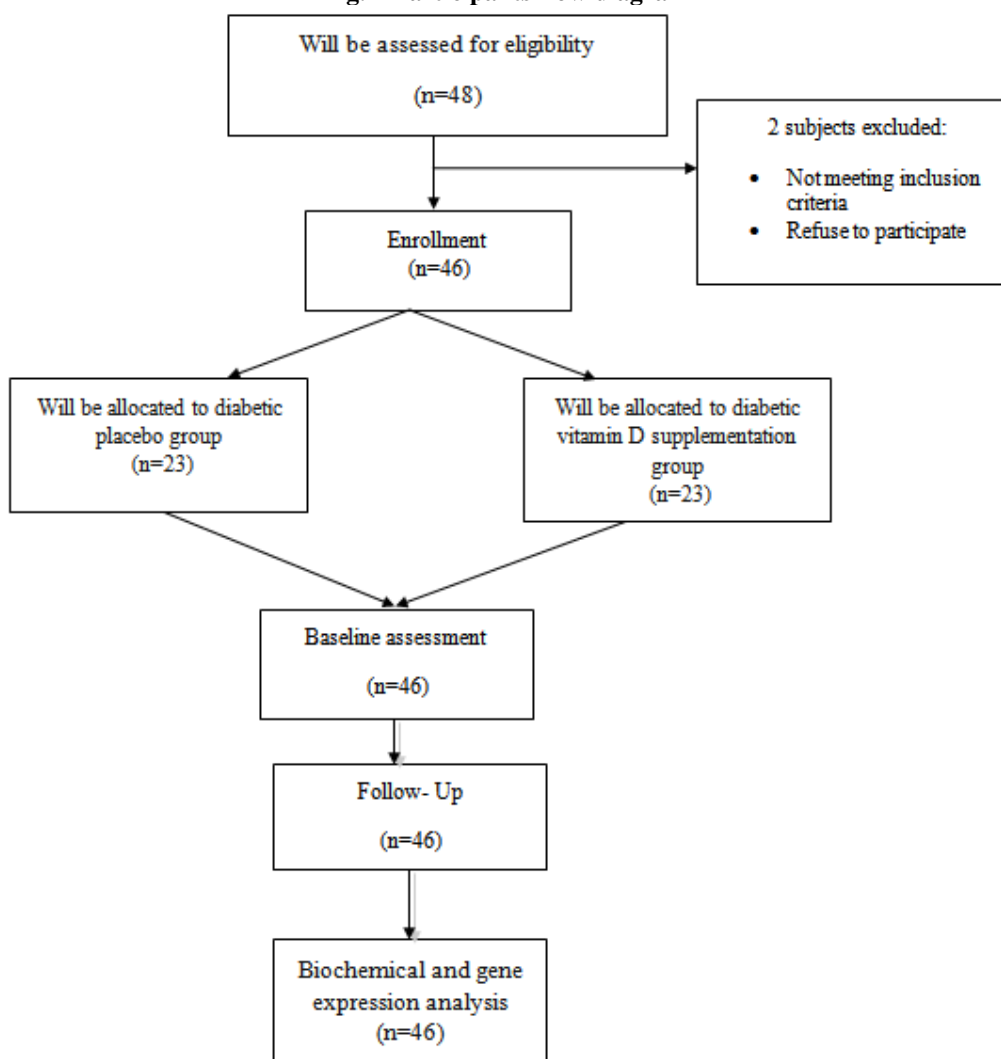 Will be assessed for eligibility
(n=48)
2 subjects excluded:
• Not meeting inclusion
criteria
• Refuse to participate
Enrollment
(n=46)
Will be allocated to diabetic
placebo group
(n=23)
Will be allocated to diabetic
vitamin D supplementation
group
(n=23)
Baseline assessment
(n=46)
Follow- Up
(n=46)
Biochemical and gene
expression analysis
(n=46)